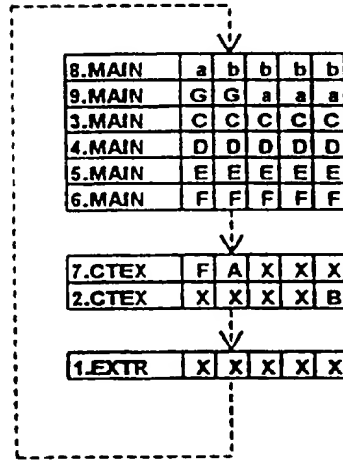 8.MAIN a b b b b
9.MAIN G G a a a
3.MAIN C C C C C
4.MAIN D D D D D
5.MAIN E E E E E
6.MAIN F F F F F
7.CTEX F A X X X
2.CTEX X X X X B
1.EXTR X X X X X